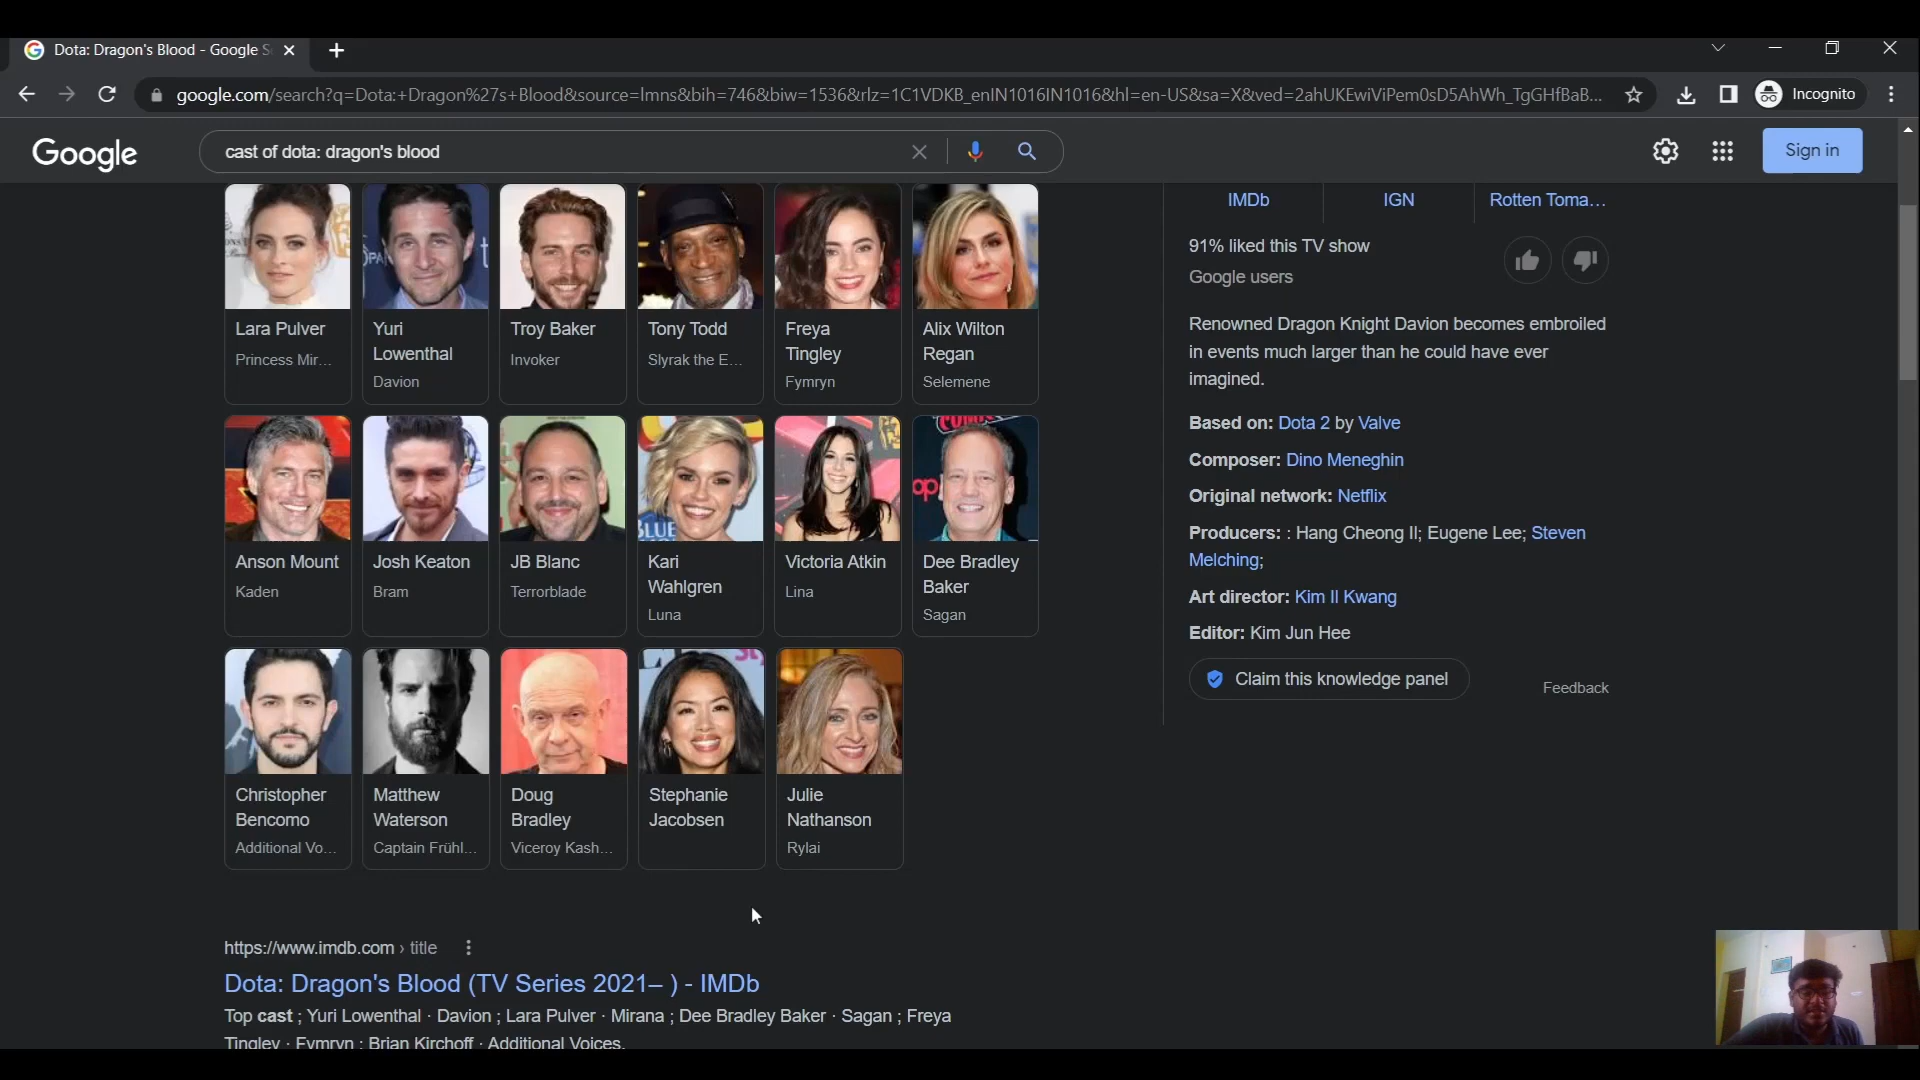 Dota: Dragon's Blood - Google S
google.com/search?q=Dota:+Dragon%27s+Blood&source=lmns&bih=746&biw=1536&rlz=1C1VDKB_enIN1016IN1016&hl=en-US&sa=X&ved=2ahUKEwiViPem0sD5AhWh_TgGHfBaB...
Incognito
Google
cast of dota: dragon's blood
Sign in
Lara Pulver
Princess Mir...
Yuri
Lowenthal
Davion
Troy Baker
Invoker
Tony Todd
Slyrak the E...
Freya
Tingley
Fymryn
Alix Wilton
Regan
Selemene
Anson Mount
Kaden
Josh Keaton
Bram
JB Blanc
Terrorblade
Kari
Wahlgren
Luna
Victoria Atkin
Lina
Dee Bradley
Baker
Sagan
Christopher
Bencomo
Additional Vo...
Matthew
Waterson
Captain Frühl...
Doug
Bradley
Viceroy Kash...
Stephanie
Jacobsen
Julie
Nathanson
Rylai
https://www.imdb.com › title
Dota: Dragon's Blood (TV Series 2021– ) - IMDb
Top cast ; Yuri Lowenthal · Davion ; Lara Pulver · Mirana ; Dee Bradley Baker · Sagan ; Freya
Tingley · Fymryn ; Brian Kirchoff · Additional Voices.
IMDb
IGN
Rotten Toma...
91% liked this TV show
Google users
Renowned Dragon Knight Davion becomes embroiled
in events much larger than he could have ever
imagined.
Based on: Dota 2 by Valve
Composer: Dino Meneghin
Original network: Netflix
Producers: : Hang Cheong Il; Eugene Lee; Steven
Melching;
Art director: Kim Il Kwang
Editor: Kim Jun Hee
Claim this knowledge panel
Feedback